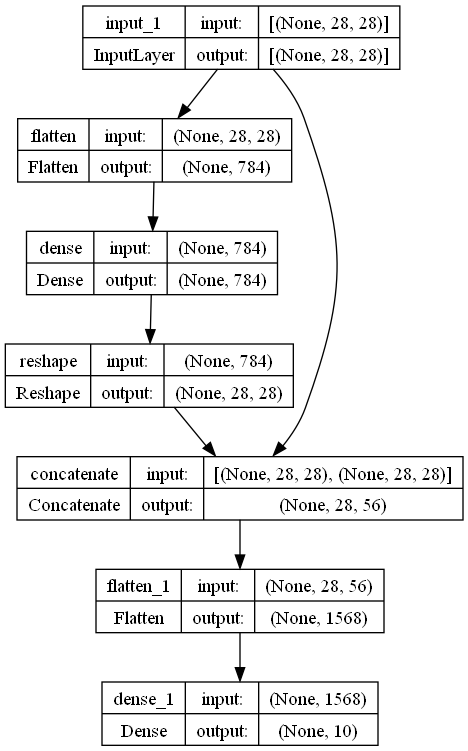 input_1 input: [(None, 28, 28)]
InputLayer output: [(None, 28, 28)]
flatten input: (None, 28, 28)
Flatten output: (None, 784)
dense input: (None, 784)
Dense output: (None, 784)
reshape input: (None, 784)
Reshape output: (None, 28, 28)
concatenate input: [(None, 28, 28), (None, 28, 28)]
Concatenate output: (None, 28, 56)
flatten_1 input: (None, 28, 56)
Flatten output: (None, 1568)
dense_1 input: (None, 1568)
Dense output: (None, 10)